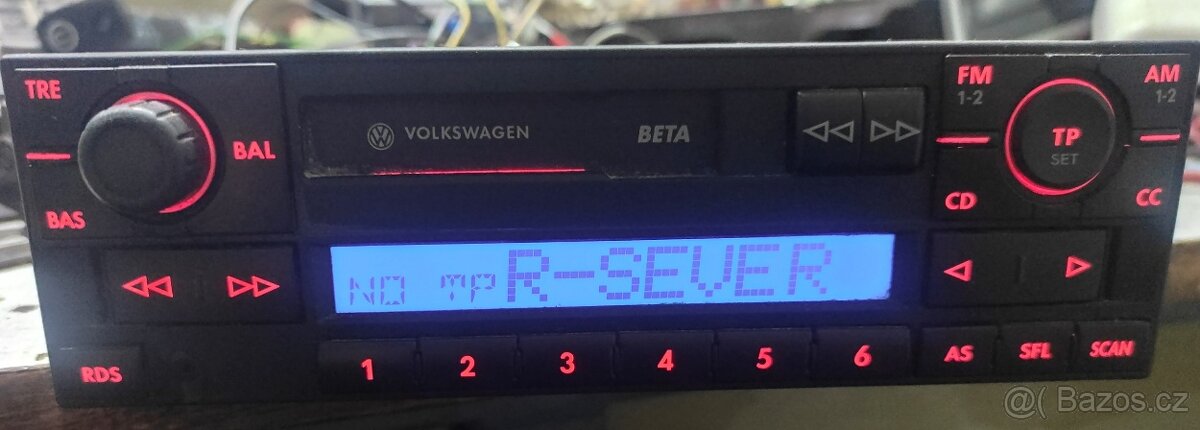 TRE
BAL
BAS
VOLKSWAGEN
BETA
FM
1-2
AM
1-2
TP
SET
CD
CC
NO TP R-SEVER
RDS
1 2 3 4 5 6
AS SFL SCAN
@( Bazos.cz